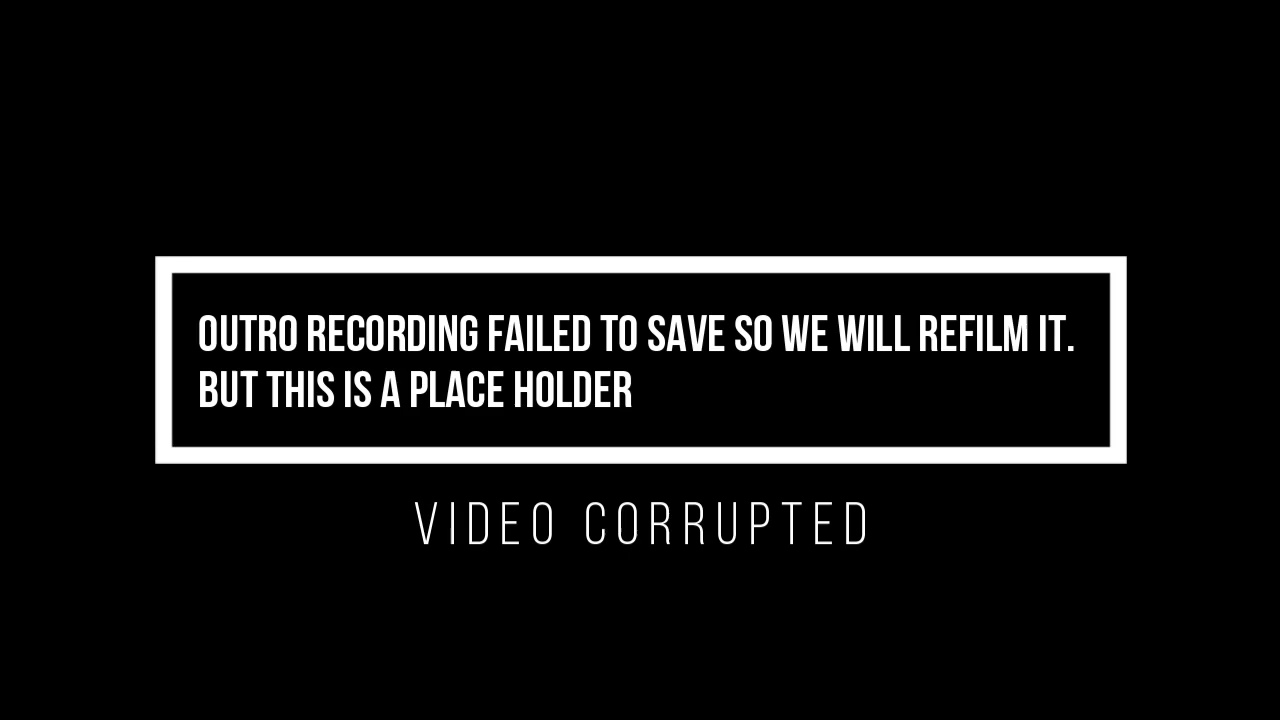 OUTRO RECORDING FAILED TO SAVE SO WE WILL REFILM IT.
BUT THIS IS A PLACE HOLDER
VIDEO CORRUPTED